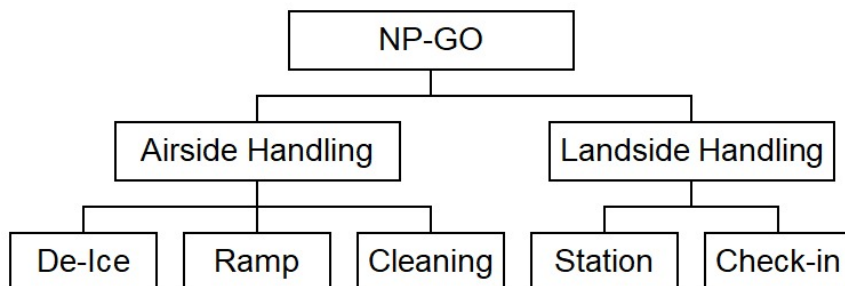 NP-GO
Airside Handling
Landside Handling
De-Ice
Ramp
Cleaning
Station
Check-in